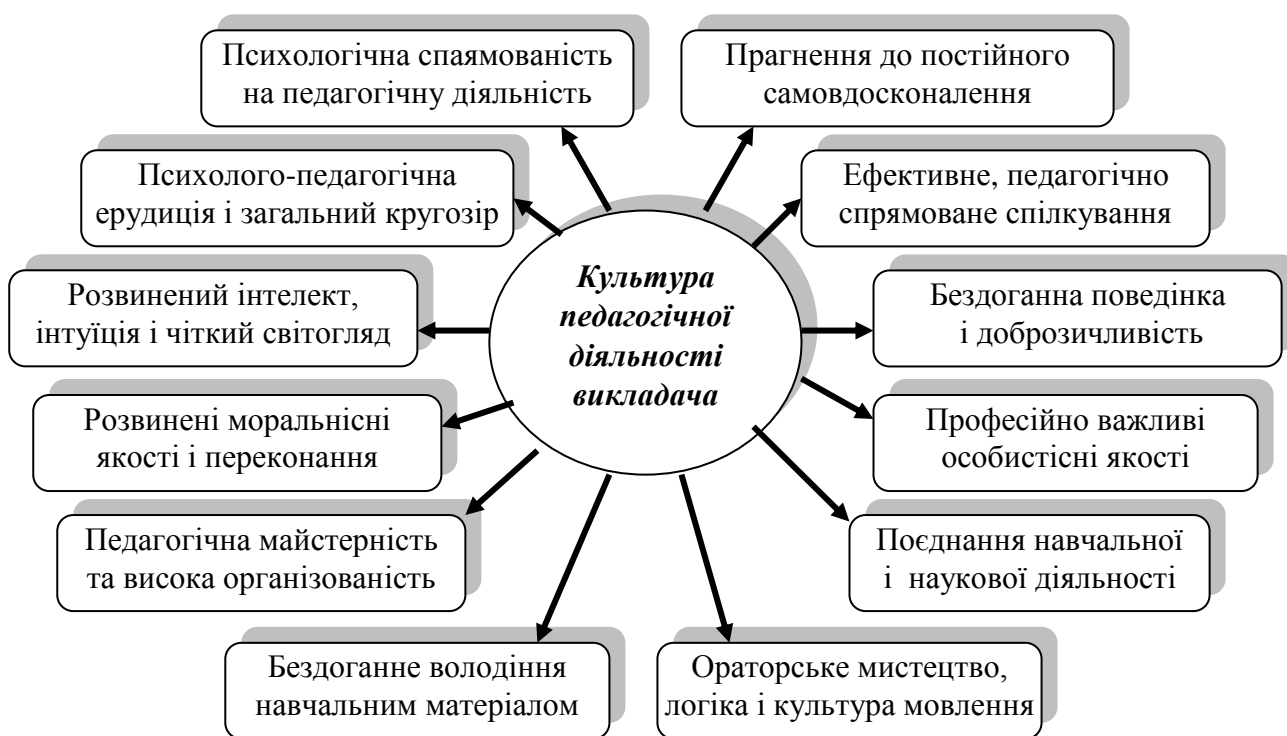 Психологічна спаямованість
на педагогічну діяльність
Прагнення до постійного
самовдосконалення
Психолого-педагогічна
ерудиція і загальний кругозір
Ефективне, педагогічно
спрямоване спілкування
Культура
педагогічної
діяльності
викладача
Розвинений інтелект,
інтуїція і чіткий світогляд
Бездоганна поведінка
і доброзичливість
Розвинені моральнісні
якості і переконання
Професійно важливі
особистісні якості
Педагогічна майстерність
та висока організованість
Поєднання навчальної
і наукової діяльності
Бездоганне володіння
навчальним матеріалом
Ораторське мистецтво,
логіка і культура мовлення